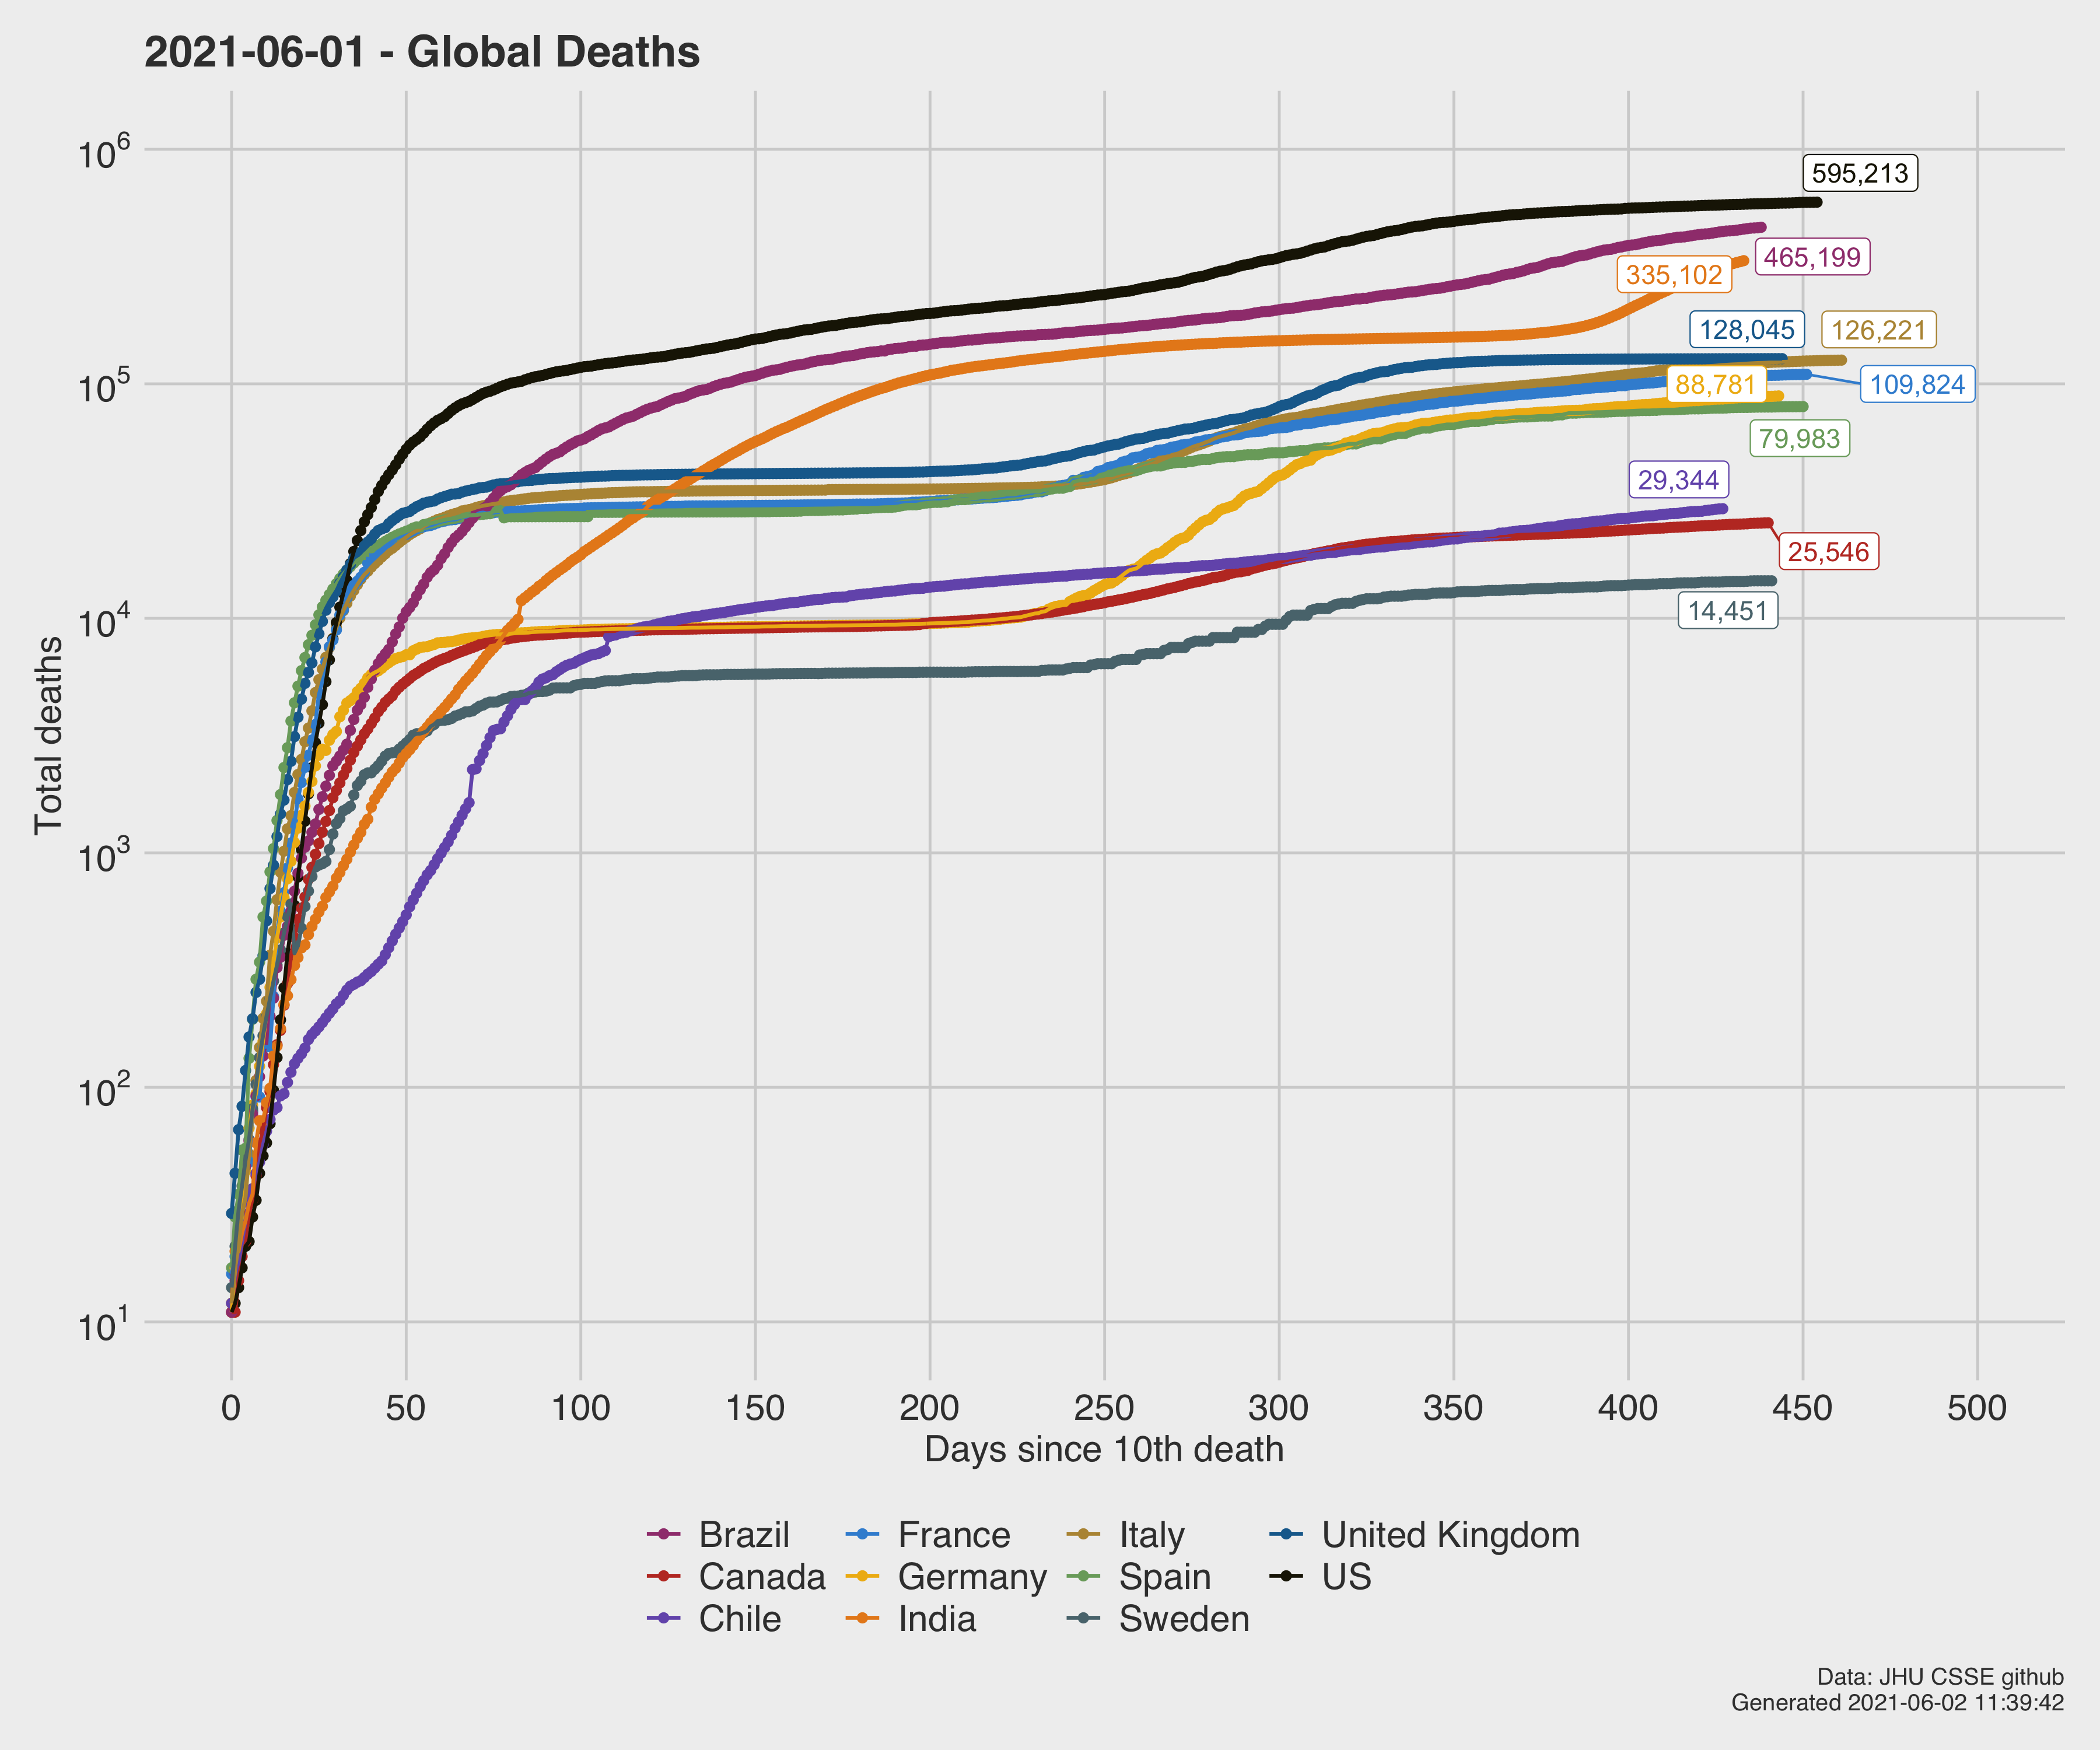 2021-06-01 - Global Deaths
10^6
595,213
465,199
335,102
128,045
126,221
10^5
88,781
109,824
79,983
29,344
25,546
10^4
14,451
Total deaths
10^3
10^2
10^1
0 50 100 150 200 250 300 350 400 450 500
Days since 10th death
Brazil France Italy United Kingdom
Canada Germany Spain US
Chile India Sweden
Data: JHU CSSE github
Generated 2021-06-02 11:39:42